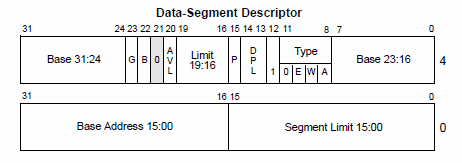 Data-Segment Descriptor
31 24 23 22 21 20 19 16 15 14 13 12 11 8 7 0
Base 31:24 G B 0 AVL Limit 19:16 P DPL 1 Type 0 E W A Base 23:16 4
31 16 15 0
Base Address 15:00 Segment Limit 15:00 0